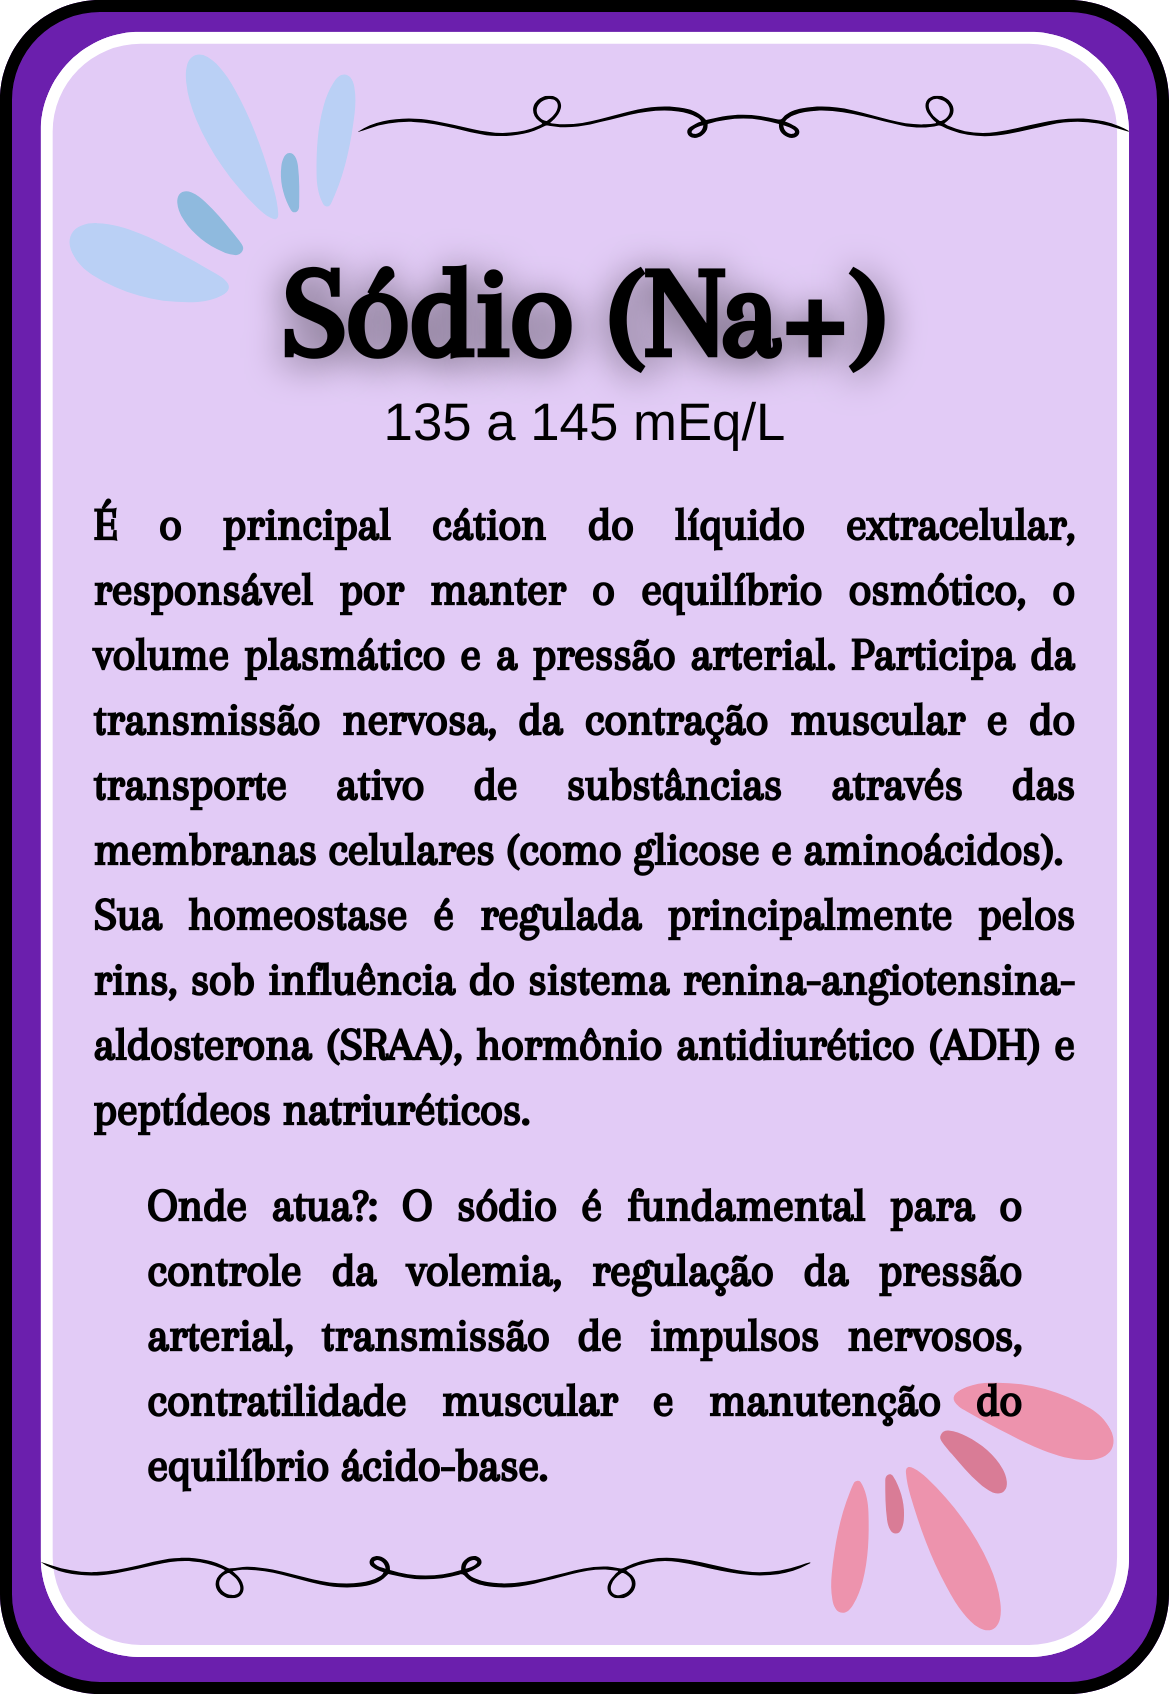 Sódio (Na+)
135 a 145 mEq/L
É o principal cátion do líquido extracelular,
responsável por manter o equilíbrio osmótico, o
volume plasmático e a pressão arterial. Participa da
transmissão nervosa, da contração muscular e do
transporte ativo de substâncias através das
membranas celulares (como glicose e aminoácidos).
Sua homeostase é regulada principalmente pelos
rins, sob influência do sistema renina-angiotensina-
aldosterona (SRAA), hormônio antidiurético (ADH) e
peptídeos natriuréticos.
Onde atua?: O sódio é fundamental para o
controle da volemia, regulação da pressão
arterial, transmissão de impulsos nervosos,
contratilidade muscular e manutenção do
equilíbrio ácido-base.